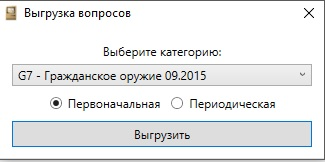 Выгрузка вопросов
Выберите категорию:
G7 - Гражданское оружие 09.2015
Первоначальная Периодическая
Выгрузить